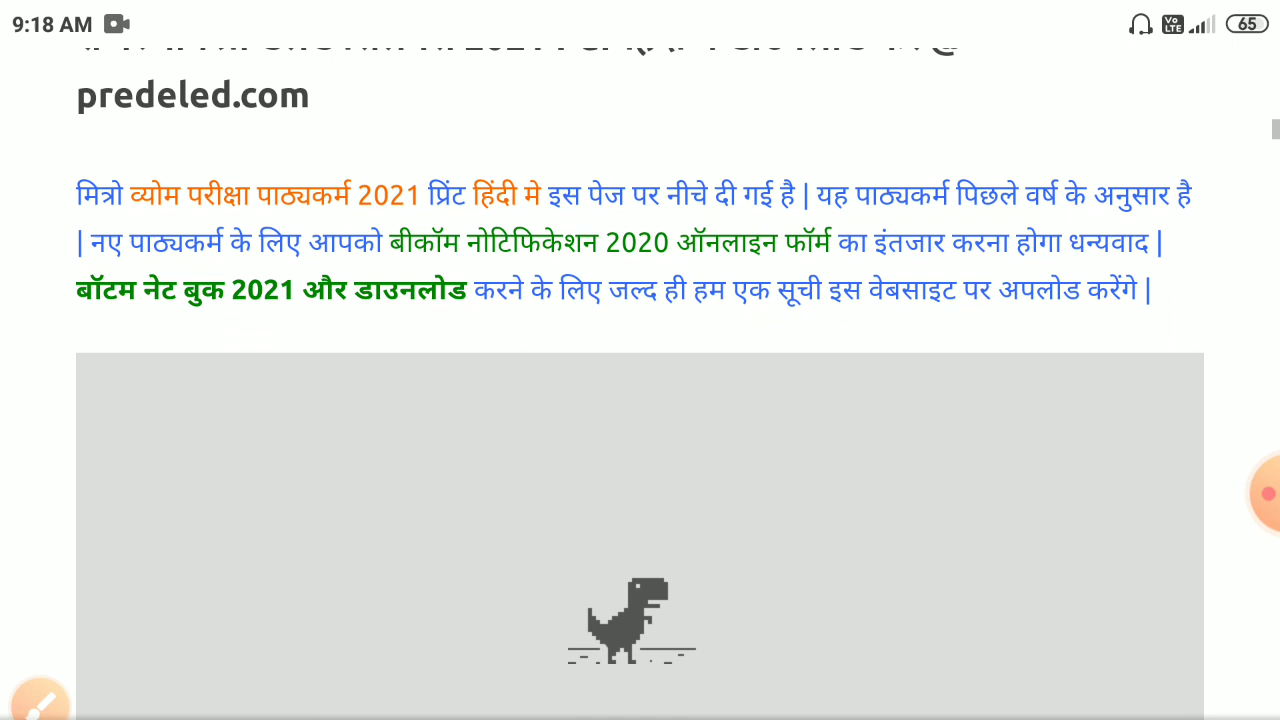 9:18 AM
Vo LTE
65
predeled.com
मित्रो व्योम परीक्षा पाठ्यकर्म 2021 प्रिंट हिंदी मे इस पेज पर नीचे दी गई है | यह पाठ्यकर्म पिछले वर्ष के अनुसार है
| नए पाठ्यकर्म के लिए आपको बीकॉम नोटिफिकेशन 2020 ऑनलाइन फॉर्म का इंतजार करना होगा धन्यवाद |
बॉटम नेट बुक 2021 और डाउनलोड करने के लिए जल्द ही हम एक सूची इस वेबसाइट पर अपलोड करेंगे |